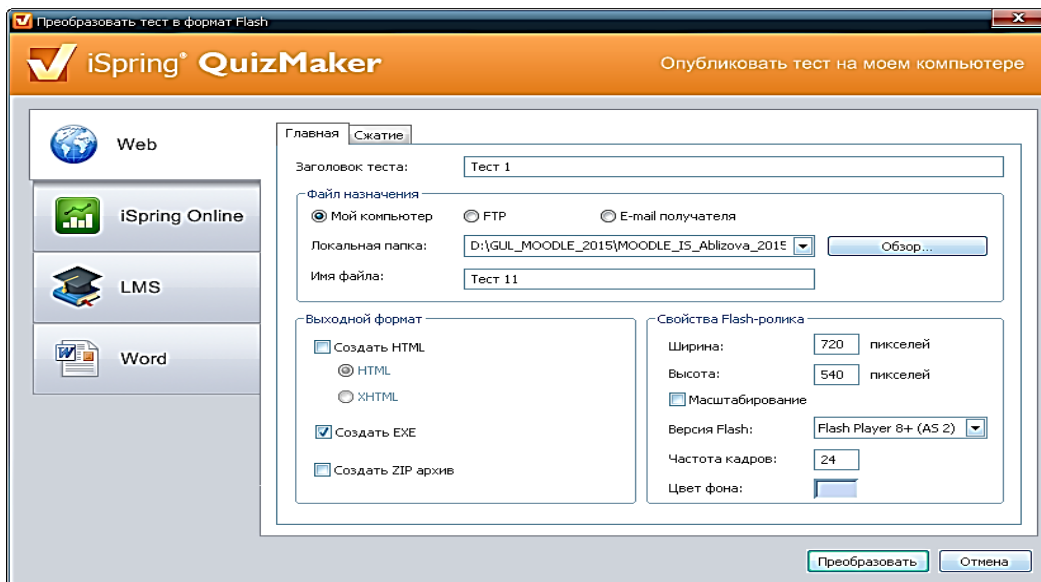 Преобразовать тест в формат Flash
iSpring® QuizMaker
Опубликовать тест на моем компьютере
Web
iSpring Online
LMS
Word
Главная Сжатие
Заголовок теста: Тест 1
Файл назначения
Мой компьютер FTP E-mail получателя
Локальная папка: D:\GUL_MOODLE_2015\MOODLE_IS_Ablizova_2015 Обзор...
Имя файла: Тест 11
Выходной формат
Создать HTML
HTML
XHTML
Создать EXE
Создать ZIP архив
Свойства Flash-ролика
Ширина: 720 пикселей
Высота: 540 пикселей
Масштабирование
Версия Flash: Flash Player 8+ (AS 2)
Частота кадров: 24
Цвет фона:
Преобразовать Отмена